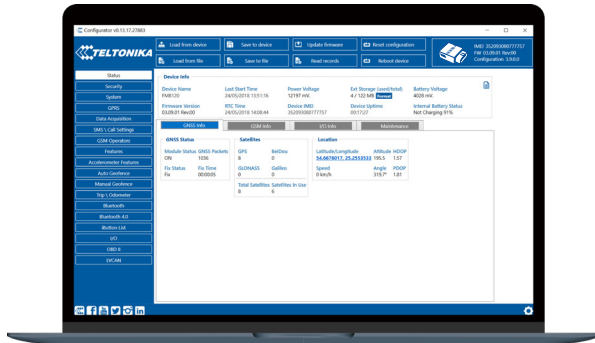 Configurator v0.13.17.27883
TELTONIKA
Load from device
Save to device
Update firmware
Reset configuration
Load from file
Save to file
Read records
Reboot device
IMEI 352093080777757
FW 03.09.01 Rev:00
Configuration 3.9.0.0
Status
Security
System
GPRS
Data Acquisition
SMS \ Call Settings
GSM Operators
Features
Accelerometer Features
Auto Geofence
Manual Geofence
Trip \ Odometer
Bluetooth
Bluetooth 4.0
iButton List
I/O
OBD II
LVCAN
Device Info
Device Name Last Start Time Power Voltage Ext Storage (used/total) Battery Voltage
FMB120 24/05/2018 13:51:16 12197 mV. 4 / 122 MB Format 4028 mV.
Firmware Version RTC Time Device IMEI Device Uptime Internal Battery Status
03.09.01 Rev:00 24/05/2018 14:08:44 352093080777757 00:17:27 Not Charging 91%
GNSS Info GSM Info I/O Info Maintenance
GNSS Status
Module Status GNSS Packets
ON 1036
Fix Status Fix Time
Fix 00:00:05
Satellites
GPS BeiDou
8 0
GLONASS Galileo
0 0
Total Satellites Satellites In Use
8 6
Location
Latitude/Longitude Altitude HDOP
54.6678017, 25.2553533 195.5 1.57
Speed Angle PDOP
0 km/h 319.7° 1.81